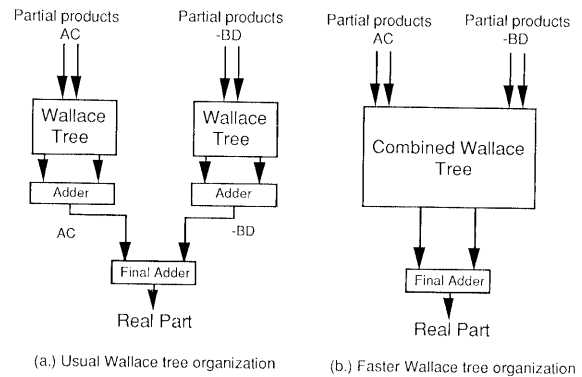 Partial products
AC
Partial products
-BD
Wallace
Tree
Wallace
Tree
Adder
Adder
AC
-BD
Final Adder
Real Part
(a.) Usual Wallace tree organization
Partial products
AC
Partial products
-BD
Combined Wallace
Tree
Final Adder
Real Part
(b.) Faster Wallace tree organization